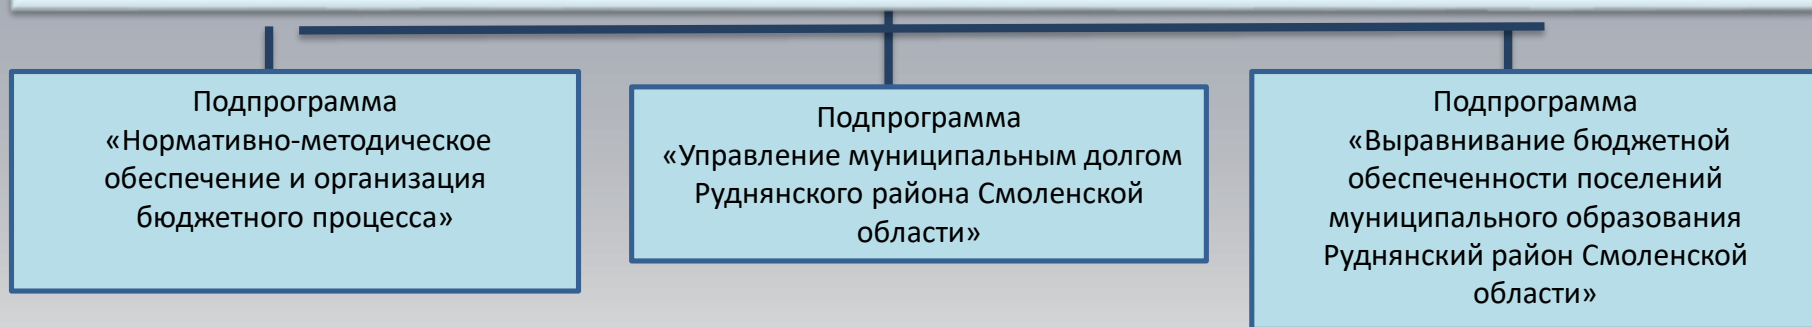 Подпрограмма
«Нормативно-методическое
обеспечение и организация
бюджетного процесса»
Подпрограмма
«Управление муниципальным долгом
Руднянского района Смоленской
области»
Подпрограмма
«Выравнивание бюджетной
обеспеченности поселений
муниципального образования
Руднянский район Смоленской
области»